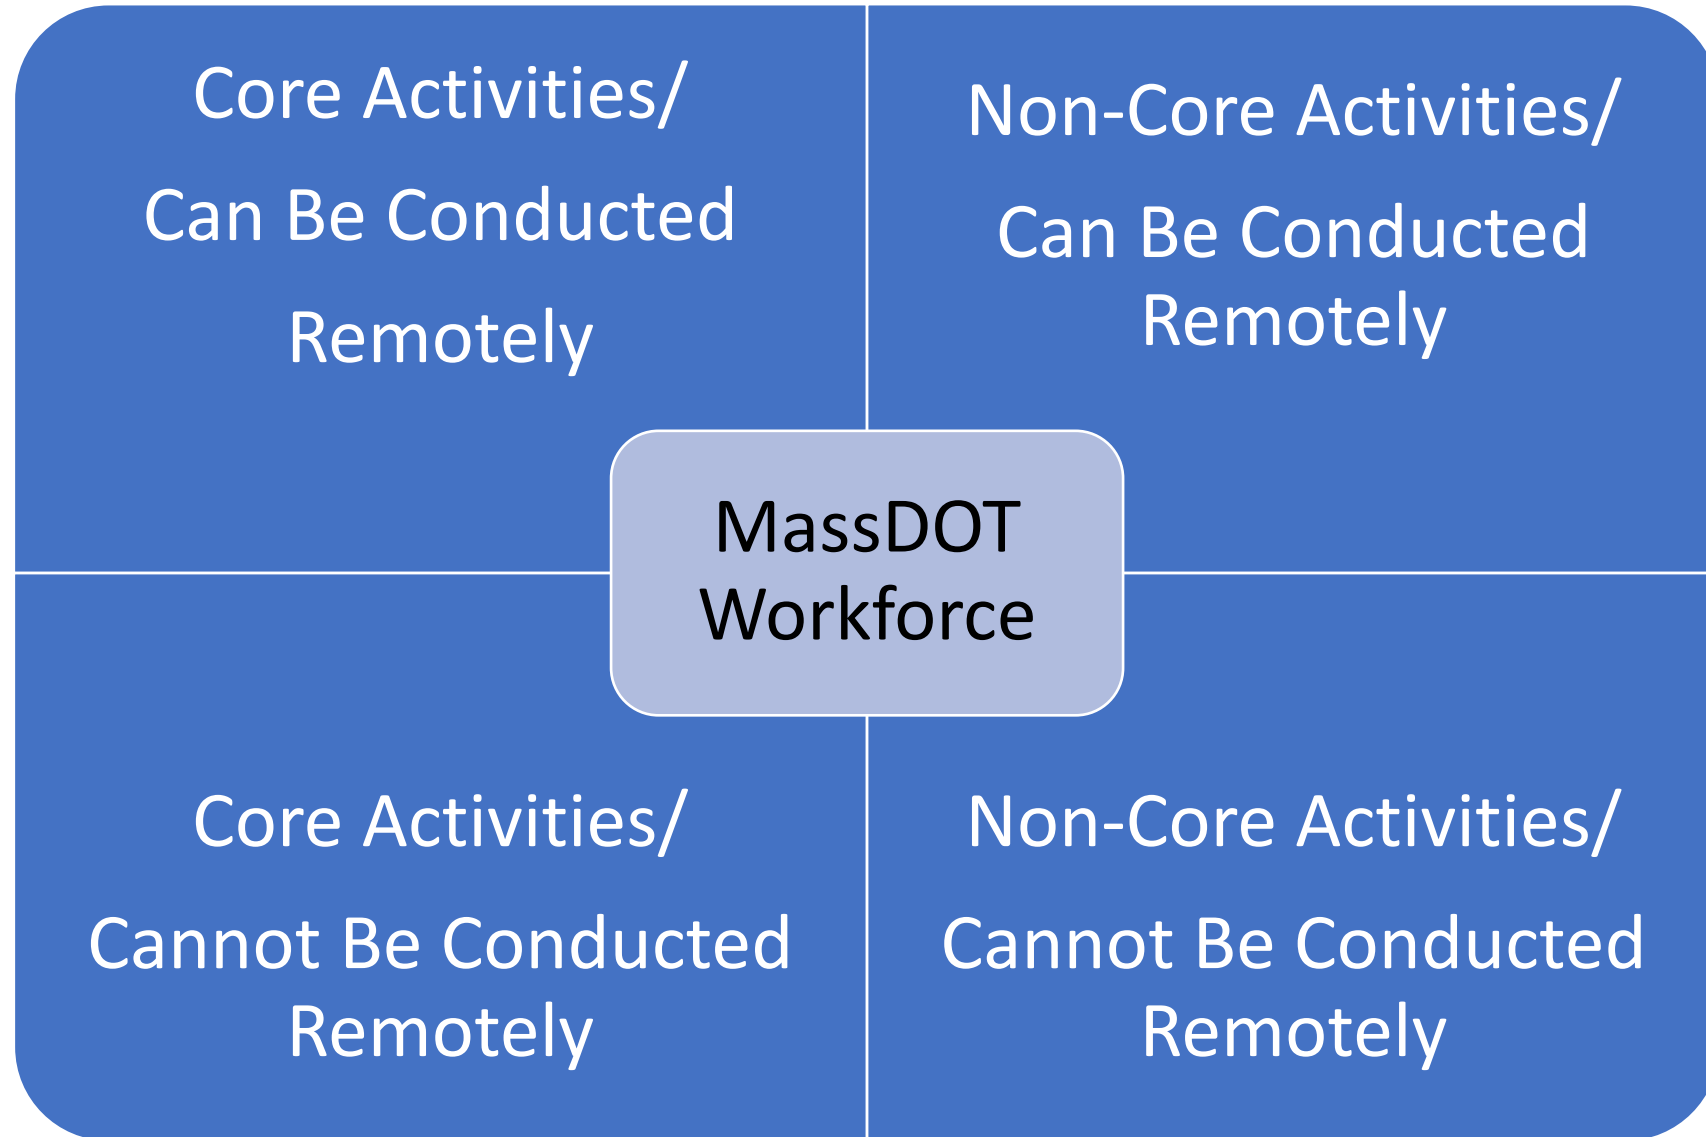 Core Activities/
Can Be Conducted
Remotely
Non-Core Activities/
Can Be Conducted
Remotely
MassDOT
Workforce
Core Activities/
Cannot Be Conducted
Remotely
Non-Core Activities/
Cannot Be Conducted
Remotely